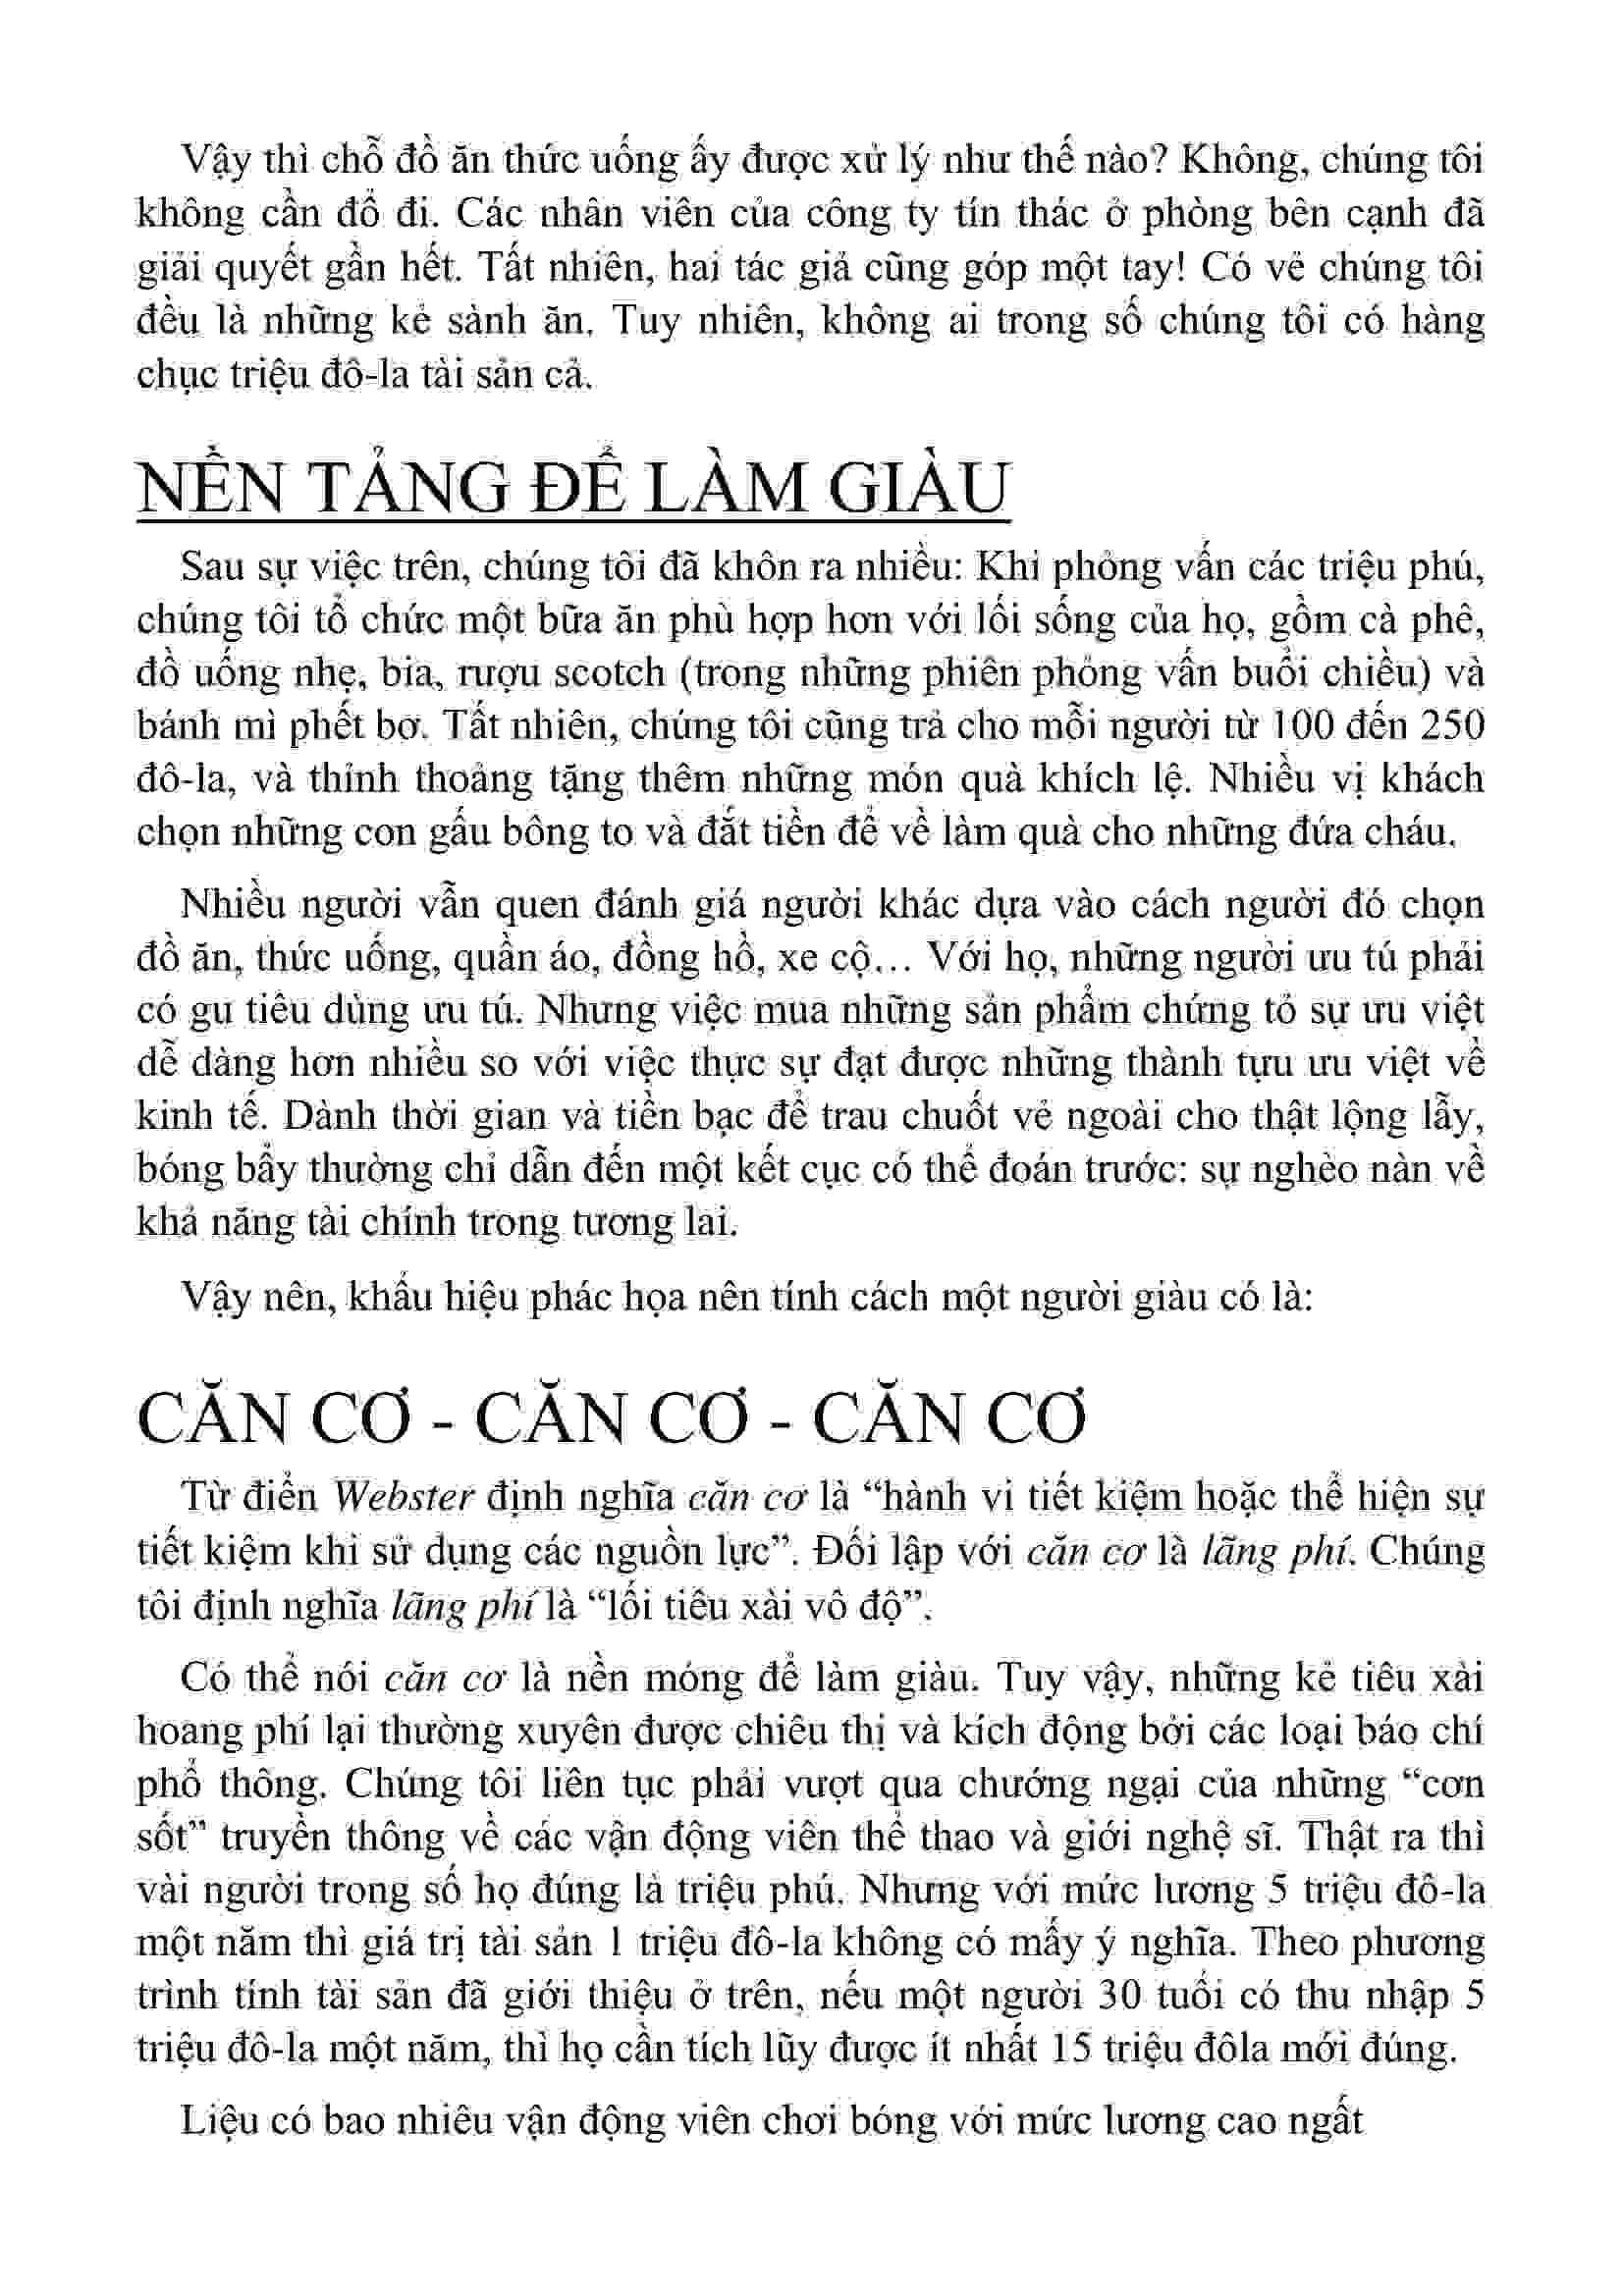 Vậy thì chỗ đồ ăn thức uống ấy được xử lý như thế nào? Không, chúng tôi
không cần đổ đi. Các nhân viên của công ty tín thác ở phòng bên cạnh đã
giải quyết gần hết. Tất nhiên, hai tác giả cũng góp một tay! Có vẻ chúng tôi
đều là những kẻ sành ăn. Tuy nhiên, không ai trong số chúng tôi có hàng
chục triệu đô-la tài sản cả.
NỀN TẢNG ĐỂ LÀM GIÀU
Sau sự việc trên, chúng tôi đã khôn ra nhiều: Khi phỏng vấn các triệu phú,
chúng tôi tổ chức một bữa ăn phù hợp hơn với lối sống của họ, gồm cà phê,
đồ uống nhẹ, bia, rượu scotch (trong những phiên phỏng vấn buổi chiều) và
bánh mì phết bơ. Tất nhiên, chúng tôi cũng trả cho mỗi người từ 100 đến 250
đô-la, và thỉnh thoảng tặng thêm những món quà khích lệ. Nhiều vị khách
chọn những con gấu bông to và đắt tiền để về làm quà cho những đứa cháu.
Nhiều người vẫn quen đánh giá người khác dựa vào cách người đó chọn
đồ ăn, thức uống, quần áo, đồng hồ, xe cộ… Với họ, những người ưu tú phải
có gu tiêu dùng ưu tú. Nhưng việc mua những sản phẩm chứng tỏ sự ưu việt
dễ dàng hơn nhiều so với việc thực sự đạt được những thành tựu ưu việt về
kinh tế. Dành thời gian và tiền bạc để trau chuốt vẻ ngoài cho thật lộng lẫy,
bóng bẩy thường chỉ dẫn đến một kết cục có thể đoán trước: sự nghèo nàn về
khả năng tài chính trong tương lai.
Vậy nên, khẩu hiệu phác họa nên tính cách một người giàu có là:
CĂN CƠ - CĂN CƠ - CĂN CƠ
Từ điển Webster định nghĩa căn cơ là “hành vi tiết kiệm hoặc thể hiện sự
tiết kiệm khi sử dụng các nguồn lực”. Đối lập với căn cơ là lãng phí. Chúng
tôi định nghĩa lãng phí là “lối tiêu xài vô độ”.
Có thể nói căn cơ là nền móng để làm giàu. Tuy vậy, những kẻ tiêu xài
hoang phí lại thường xuyên được chiêu thị và kích động bởi các loại báo chí
phổ thông. Chúng tôi liên tục phải vượt qua chướng ngại của những “cơn
sốt” truyền thông về các vận động viên thể thao và giới nghệ sĩ. Thật ra thì
vài người trong số họ đúng là triệu phú. Nhưng với mức lương 5 triệu đô-la
một năm thì giá trị tài sản 1 triệu đô-la không có mấy ý nghĩa. Theo phương
trình tính tài sản đã giới thiệu ở trên, nếu một người 30 tuổi có thu nhập 5
triệu đô-la một năm, thì họ cần tích lũy được ít nhất 15 triệu đôla mới đúng.
Liệu có bao nhiêu vận động viên chơi bóng với mức lương cao ngất